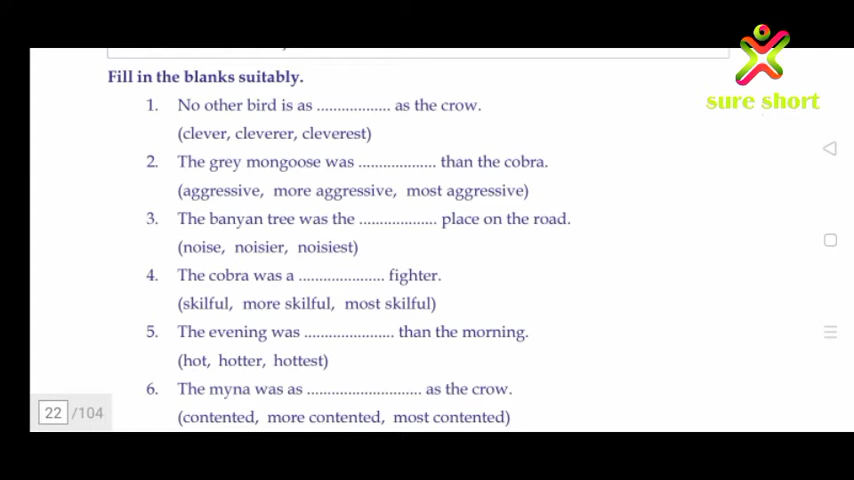 sure short
Fill in the blanks suitably.
1. No other bird is as .................. as the crow.
(clever, cleverer, cleverest)
2. The grey mongoose was ................... than the cobra.
(aggressive, more aggressive, most aggressive)
3. The banyan tree was the ................... place on the road.
(noise, noisier, noisiest)
4. The cobra was a ..................... fighter.
(skilful, more skilful, most skilful)
5. The evening was ...................... than the morning.
(hot, hotter, hottest)
6. The myna was as ............................ as the crow.
22 /104
(contented, more contented, most contented)